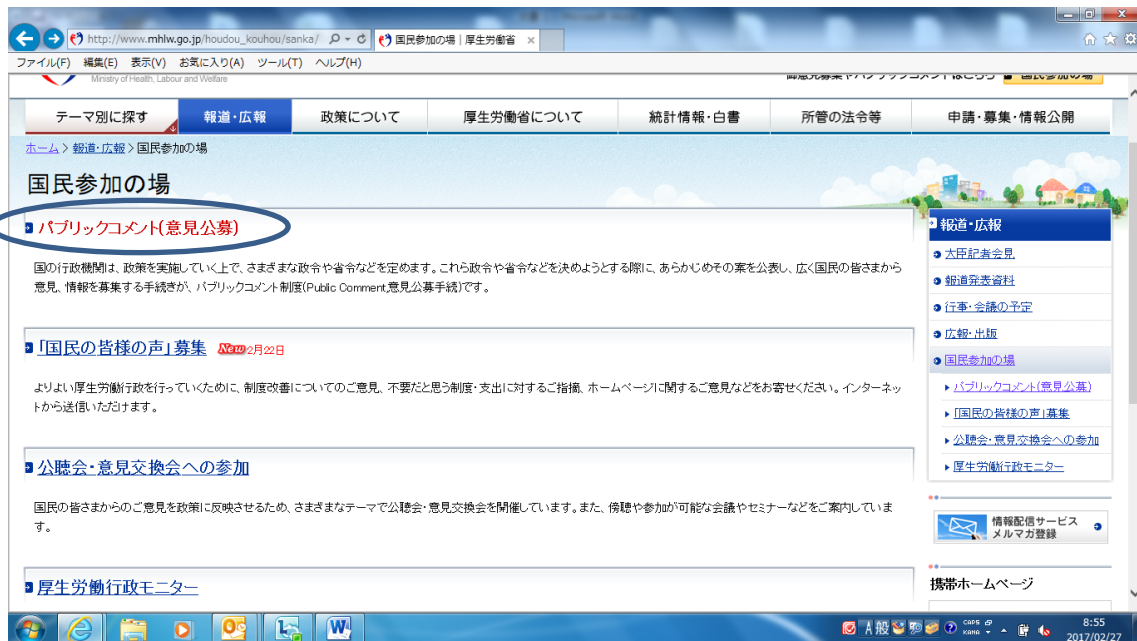 http://www.mhlw.go.jp/houdou_kouhou/sanka/
国民参加の場 | 厚生労働省
ファイル(F) 編集(E) 表示(V) お気に入り(A) ツール(T) ヘルプ(H)
Ministry of Health, Labour and Welfare
テーマ別に探す 報道・広報 政策について 厚生労働省について 統計情報・白書 所管の法令等 申請・募集・情報公開
ホーム > 報道・広報 > 国民参加の場
国民参加の場
パブリックコメント(意見公募)
国の行政機関は、政策を実施していく上で、さまざまな政令や省令などを定めます。これら政令や省令などを決めようとする際に、あらかじめその案を公表し、広く国民の皆さまから
意見、情報を募集する手続きが、パブリックコメント制度(Public Comment,意見公募手続)です。
「国民の皆様の声」募集 New 2月22日
よりよい厚生労働行政を行っていくために、制度改善についてのご意見、不要だと思う制度・支出に対するご指摘、ホームページに関するご意見などをお寄せください。インターネッ
トから送信いただけます。
公聴会・意見交換会への参加
国民の皆さまからのご意見を政策に反映させるため、さまざまなテーマで公聴会・意見交換会を開催しています。また、傍聴や参加が可能な会議やセミナーなどをご案内していま
す。
厚生労働行政モニター
報道・広報
大臣記者会見
報道発表資料
行事・会議の予定
広報・出版
国民参加の場
パブリックコメント(意見公募)
「国民の皆様の声」募集
公聴会・意見交換会への参加
厚生労働行政モニター
情報配信サービス
メルマガ登録
携帯ホームページ
A 般 CAPS KANA
8:55
2017/02/27